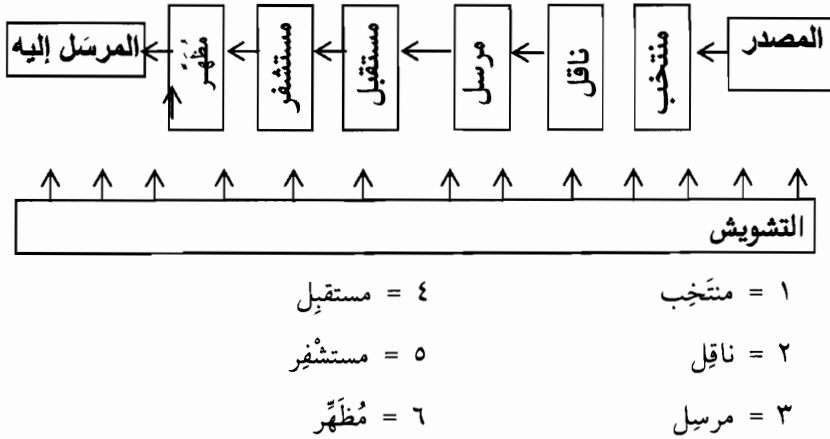 المصدر منتخب ناقل مرسل مستقبل مستشفر مُظَهِّر المرسَل إليه
التشويش
١ = منتَخِب ٤ = مستقبِل
٢ = ناقِل ٥ = مستشْفِر
٣ = مرسِل ٦ = مُظَهِّر